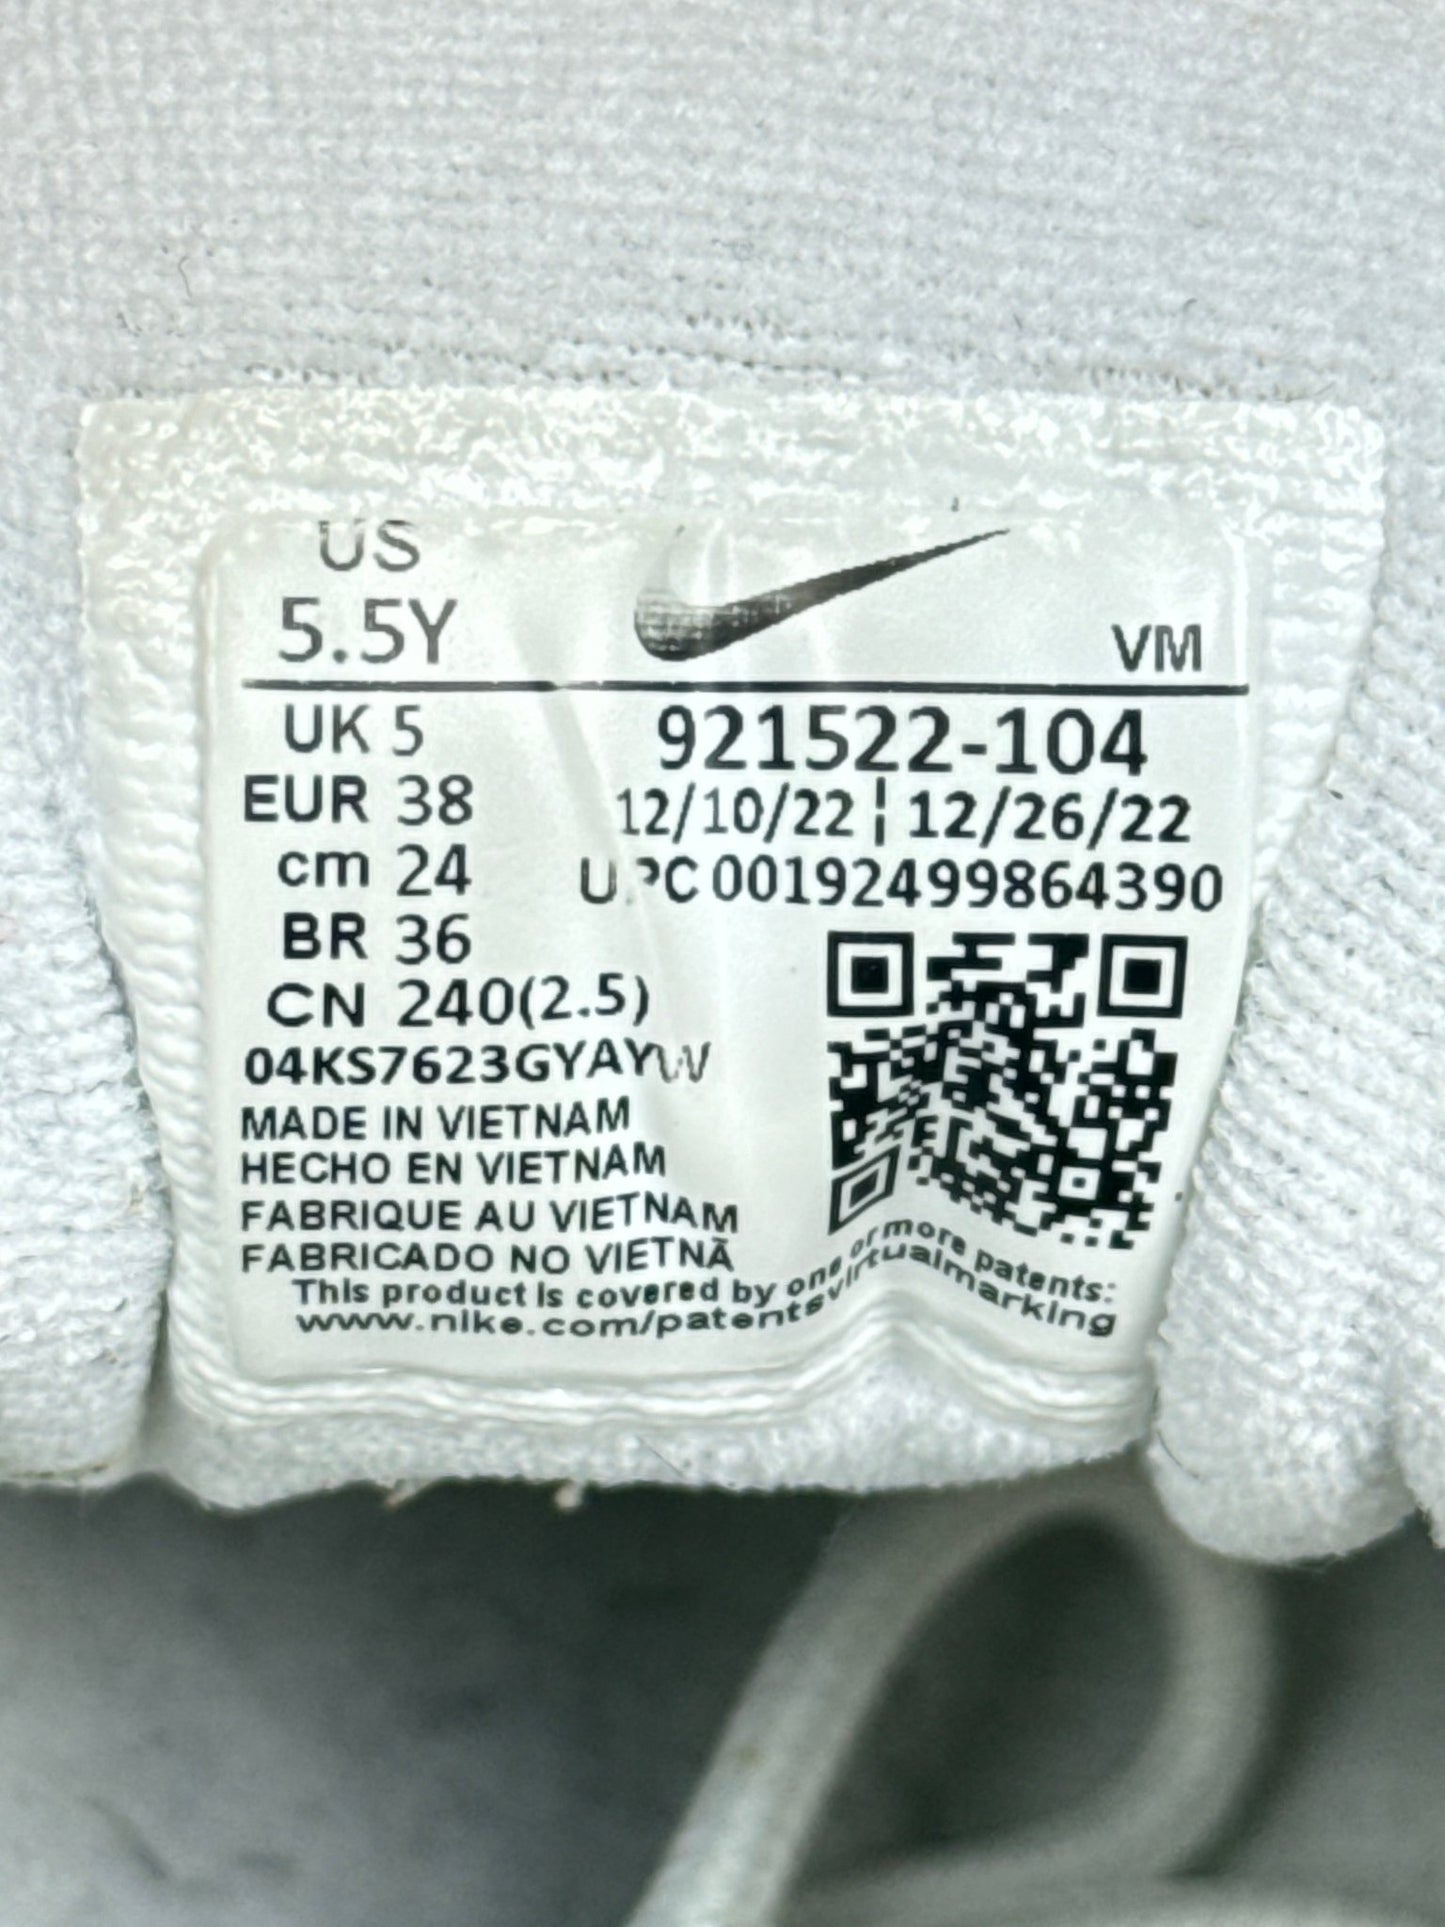 US
5.5Y
VM
UK 5
EUR 38
cm 24
BR 36
CN 240(2.5)
921522-104
12/10/22 ¦ 12/26/22
UPC 00192499864390
04KS7623GYAYW
MADE IN VIETNAM
HECHO EN VIETNAM
FABRIQUE AU VIETNAM
FABRICADO NO VIETNÃ
This product is covered by one or more patents:
www.nike.com/patentsvirtualmarking